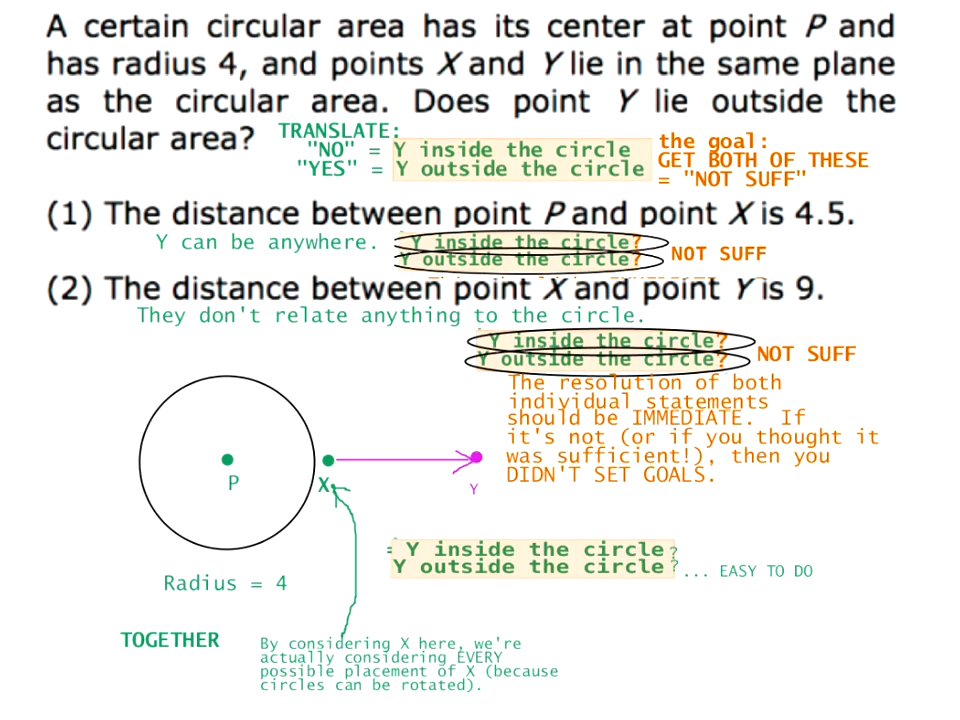 A certain circular area has its center at point P and
has radius 4, and points X and Y lie in the same plane
as the circular area. Does point Y lie outside the
circular area?
TRANSLATE:
"NO" = Y inside the circle
"YES" = Y outside the circle
the goal:
GET BOTH OF THESE
= "NOT SUFF"
(1) The distance between point P and point X is 4.5.
Y can be anywhere.
Y inside the circle?
Y outside the circle?
NOT SUFF
(2) The distance between point X and point Y is 9.
They don't relate anything to the circle.
Y inside the circle?
Y outside the circle?
NOT SUFF
The resolution of both
individual statements
should be IMMEDIATE. If
it's not (or if you thought it
was sufficient!), then you
DIDN'T SET GOALS.
P
X
Y
= Y inside the circle?
Y outside the circle?
... EASY TO DO
Radius = 4
TOGETHER
By considering X here, we're
actually considering EVERY
possible placement of X (because
circles can be rotated).